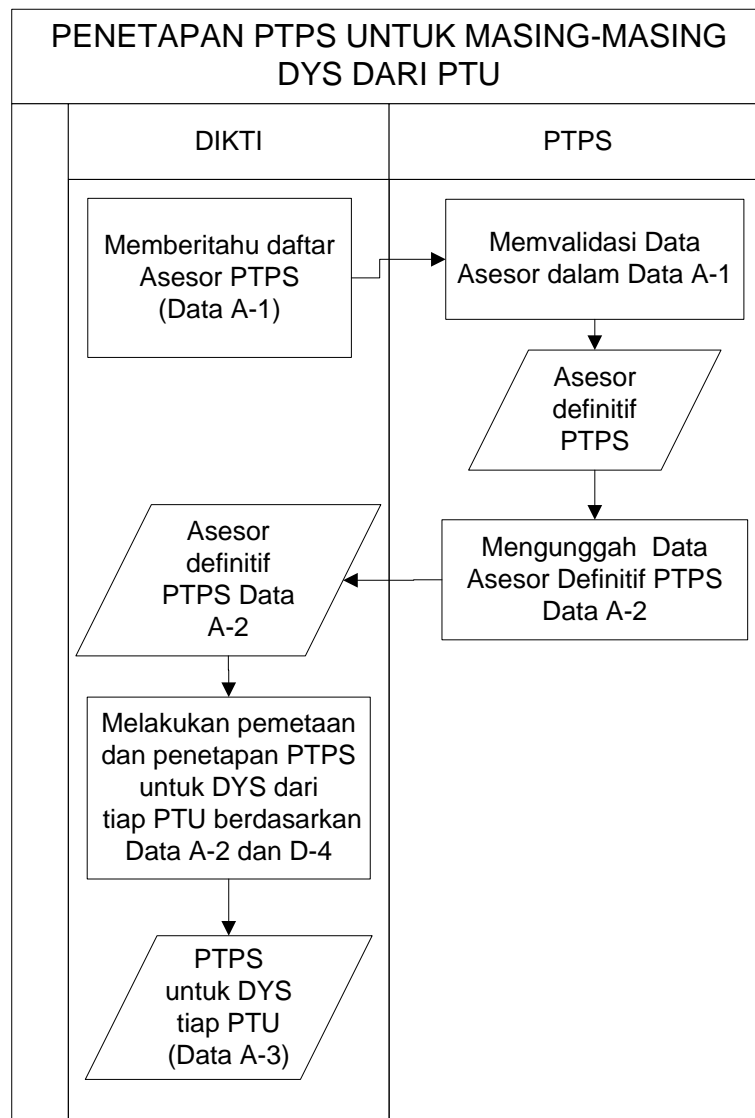 PENETAPAN PTPS UNTUK MASING-MASING
DYS DARI PTU
DIKTI
PTPS
Memberitahu daftar
Asesor PTPS
(Data A-1)
Memvalidasi Data
Asesor dalam Data A-1
Asesor
definitif
PTPS
Mengunggah Data
Asesor Definitif PTPS
Data A-2
Asesor
definitif
PTPS Data
A-2
Melakukan pemetaan
dan penetapan PTPS
untuk DYS dari
tiap PTU berdasarkan
Data A-2 dan D-4
PTPS
untuk DYS
tiap PTU
(Data A-3)